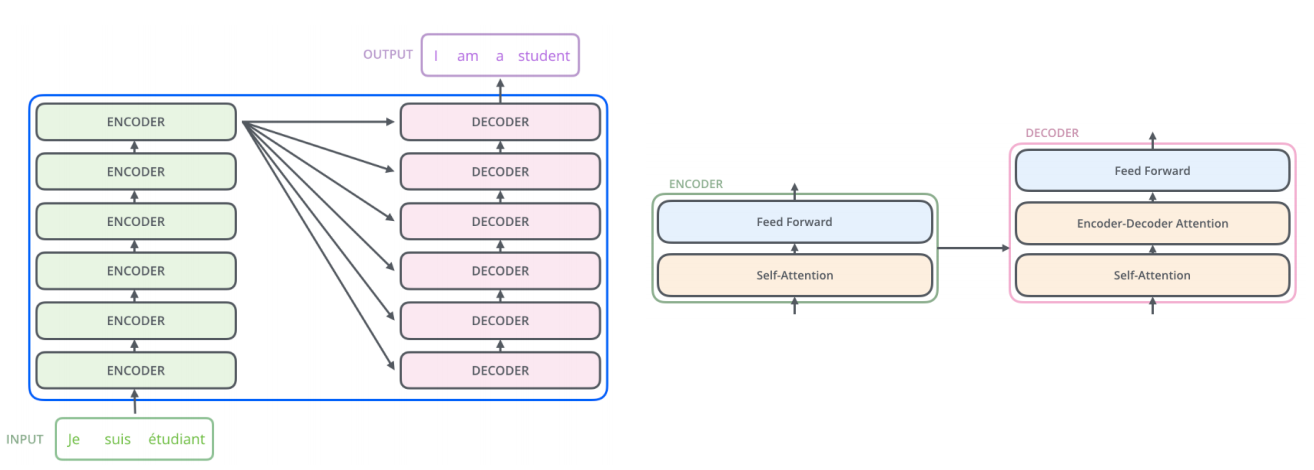 OUTPUT
I am a student
ENCODER
ENCODER
ENCODER
ENCODER
ENCODER
ENCODER
DECODER
DECODER
DECODER
DECODER
DECODER
DECODER
INPUT
Je suis étudiant
ENCODER
Feed Forward
Self-Attention
DECODER
Feed Forward
Encoder-Decoder Attention
Self-Attention